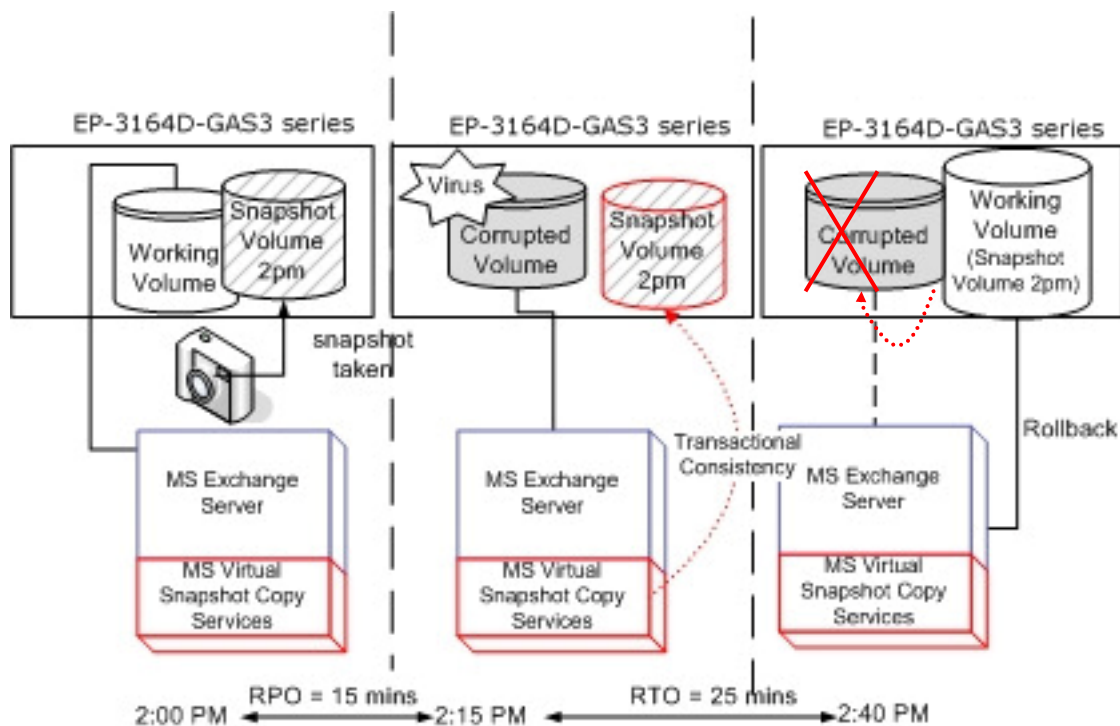 EP-3164D-GAS3 series
EP-3164D-GAS3 series
EP-3164D-GAS3 series
Working
Volume
Snapshot
Volume
2pm
snapshot
taken
Virus
Corrupted
Volume
Snapshot
Volume
2pm
Corrupted
Volume
Working
Volume
(Snapshot
Volume 2pm)
Transactional
Consistency
Rollback
MS Exchange
Server
MS Virtual
Snapshot Copy
Services
MS Exchange
Server
MS Virtual
Snapshot Copy
Services
MS Exchange
Server
MS Virtual
Snapshot Copy
Services
RPO = 15 mins
RTO = 25 mins
2:00 PM
2:15 PM
2:40 PM